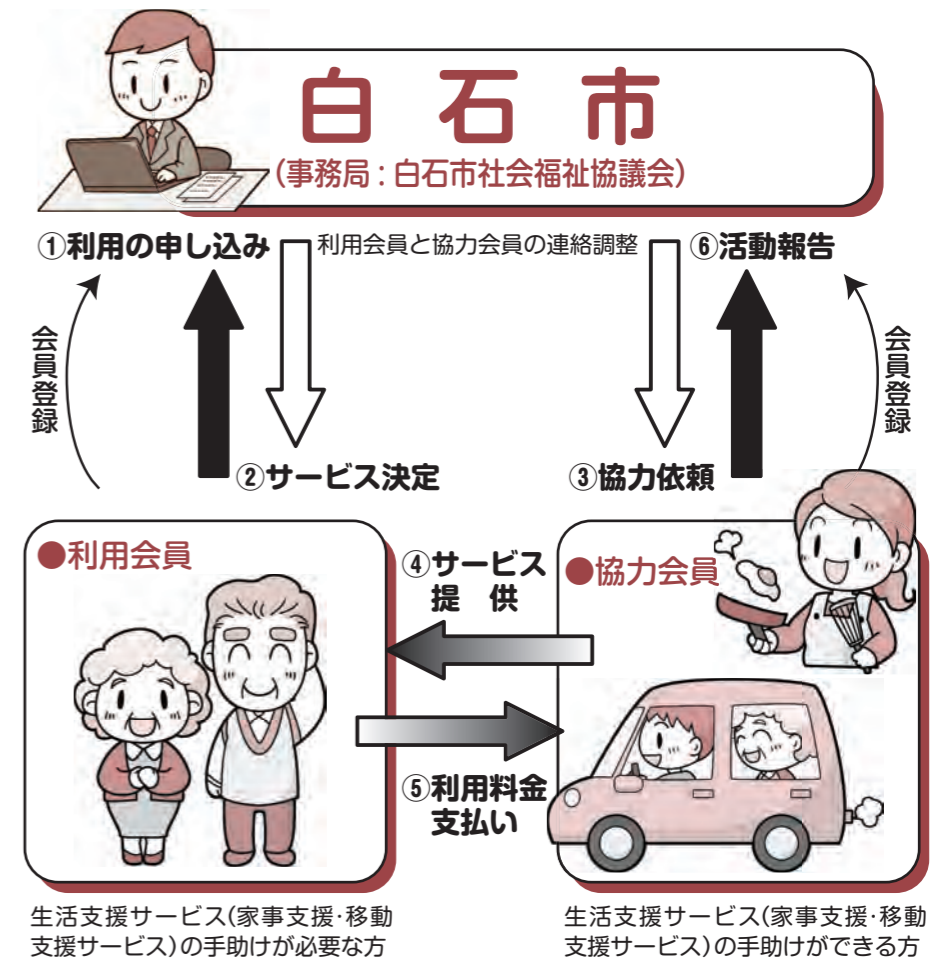 白石市
(事務局:白石市社会福祉協議会)
①利用の申し込み
利用会員と協力会員の連絡調整
⑥活動報告
会員登録
会員登録
②サービス決定
③協力依頼
●利用会員
④サービス
提供
●協力会員
⑤利用料金
支払い
生活支援サービス(家事支援・移動
支援サービス)の手助けが必要な方
生活支援サービス(家事支援・移動
支援サービス)の手助けができる方